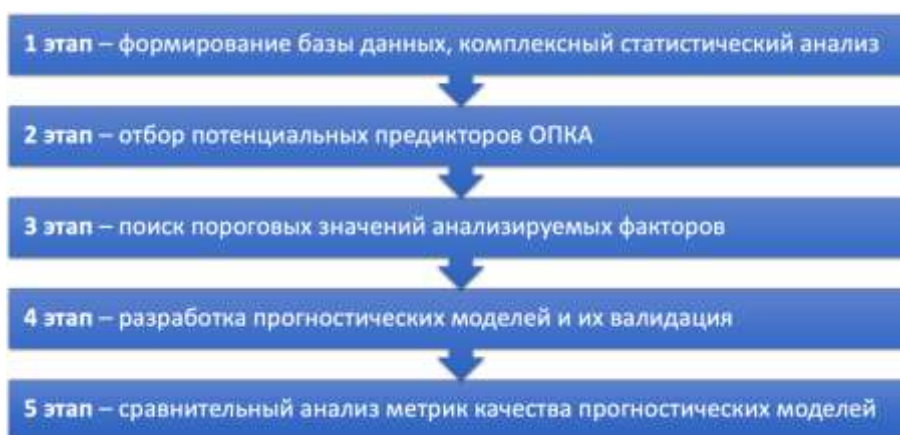 1 этап – формирование базы данных, комплексный статистический анализ
2 этап – отбор потенциальных предикторов ОПКА
3 этап – поиск пороговых значений анализируемых факторов
4 этап – разработка прогностических моделей и их валидация
5 этап – сравнительный анализ метрик качества прогностических моделей